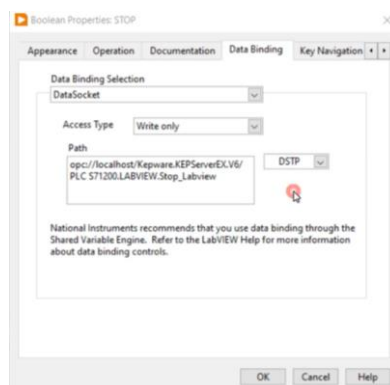 Boolean Properties: STOP
Appearance Operation Documentation Data Binding Key Navigation
Data Binding Selection
DataSocket
Access Type Write only
Path
opc://localhost/Kepware.KEPServerEX.V6/
PLC S71200.LABVIEW.Stop_Labview
DSTP
National Instruments recommends that you use data binding through the
Shared Variable Engine. Refer to the LabVIEW Help for more information
about data binding controls.
OK Cancel Help